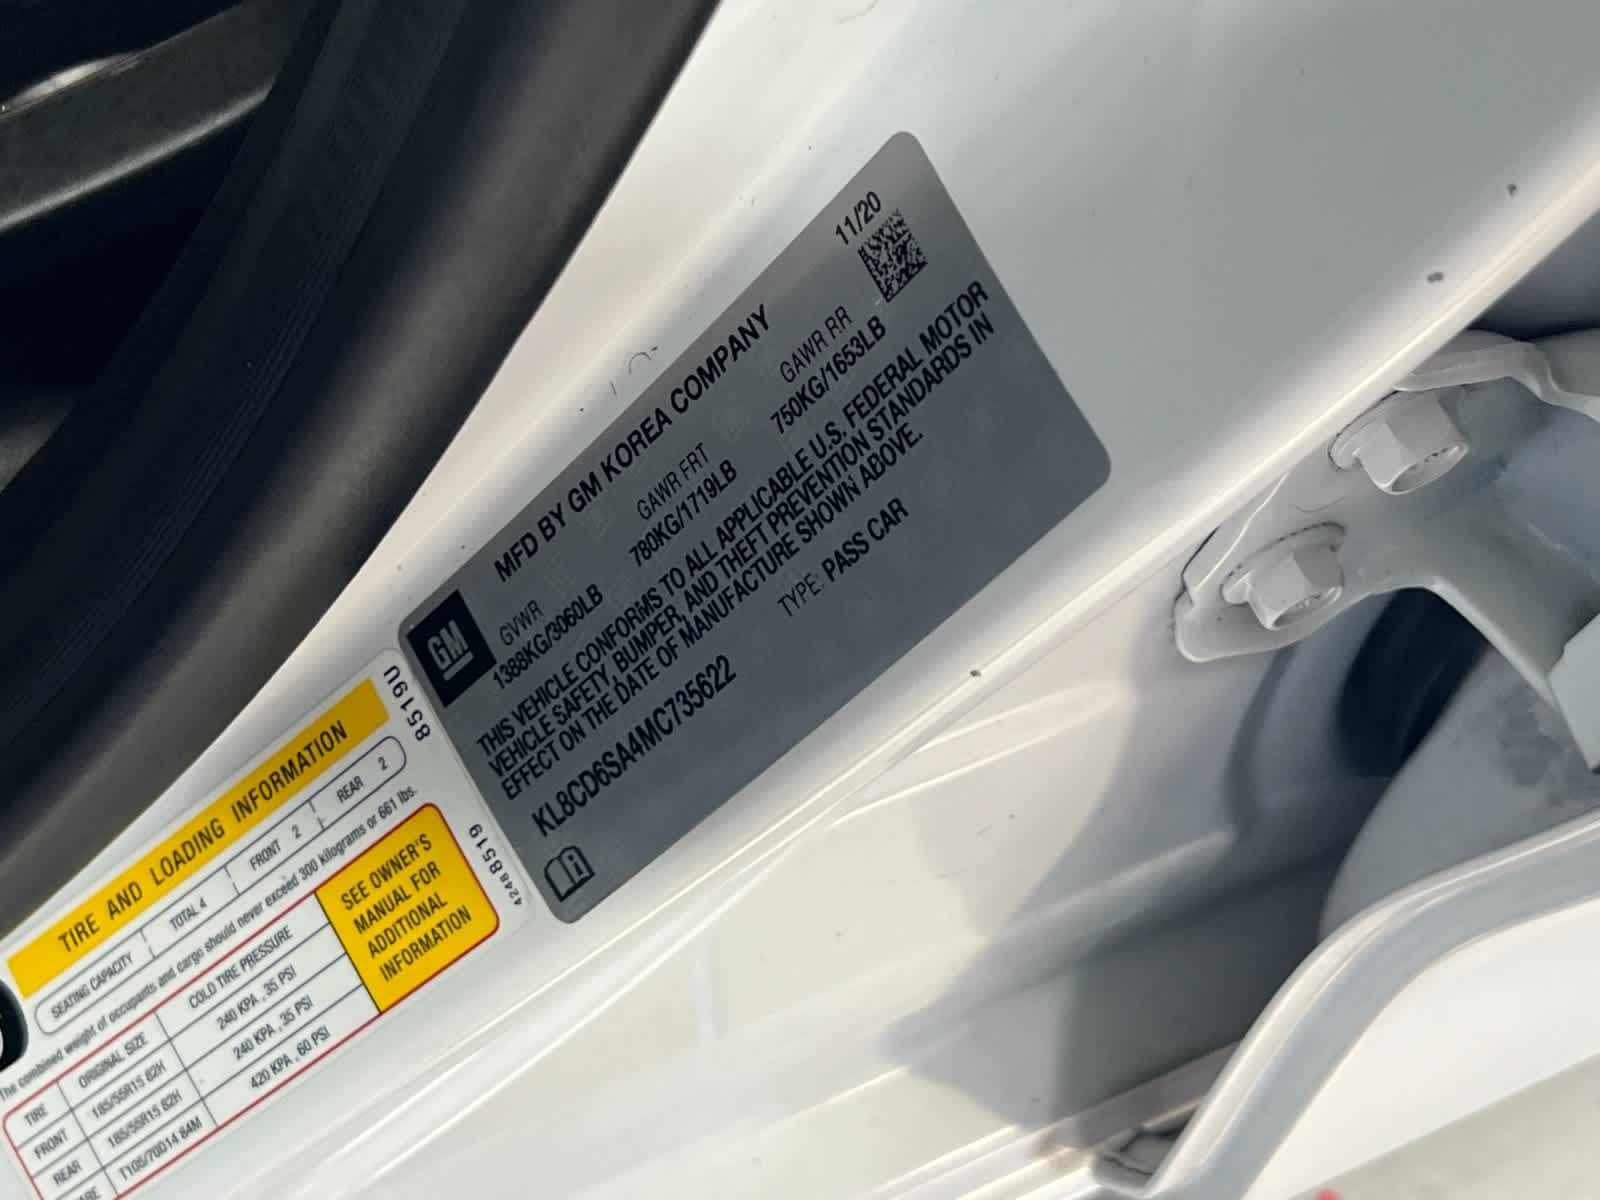 11/20
MFD BY GM KOREA COMPANY
GM
GVWR GAWR FRT GAWR RR
1388KG/3060LB 780KG/1719LB 750KG/1653LB
THIS VEHICLE CONFORMS TO ALL APPLICABLE U.S. FEDERAL MOTOR
VEHICLE SAFETY, BUMPER, AND THEFT PREVENTION STANDARDS IN
EFFECT ON THE DATE OF MANUFACTURE SHOWN ABOVE.
KL8CD6SA4MC735622 TYPE: PASS CAR
TIRE AND LOADING INFORMATION
8519U
SEATING CAPACITY TOTAL 4 FRONT 2 REAR 2
The combined weight of occupants and cargo should never exceed 300 kilograms or 661 lbs.
TIRE ORIGINAL SIZE COLD TIRE PRESSURE
FRONT 185/55R15 82H 240 KPA , 35 PSI
REAR 185/55R15 82H 240 KPA , 35 PSI
T105/70D14 84M 420 KPA , 60 PSI
SEE OWNER'S
MANUAL FOR
ADDITIONAL
INFORMATION
42488519